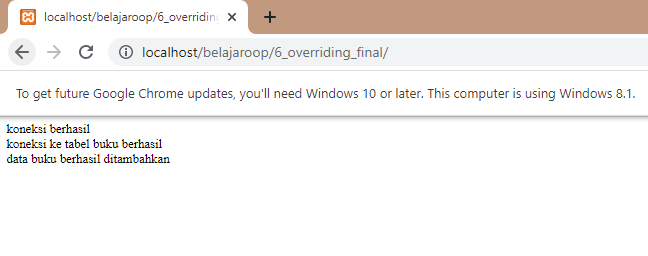 localhost/belajaroop/6_overriding
localhost/belajaroop/6_overriding_final/
To get future Google Chrome updates, you'll need Windows 10 or later. This computer is using Windows 8.1.
koneksi berhasil
koneksi ke tabel buku berhasil
data buku berhasil ditambahkan